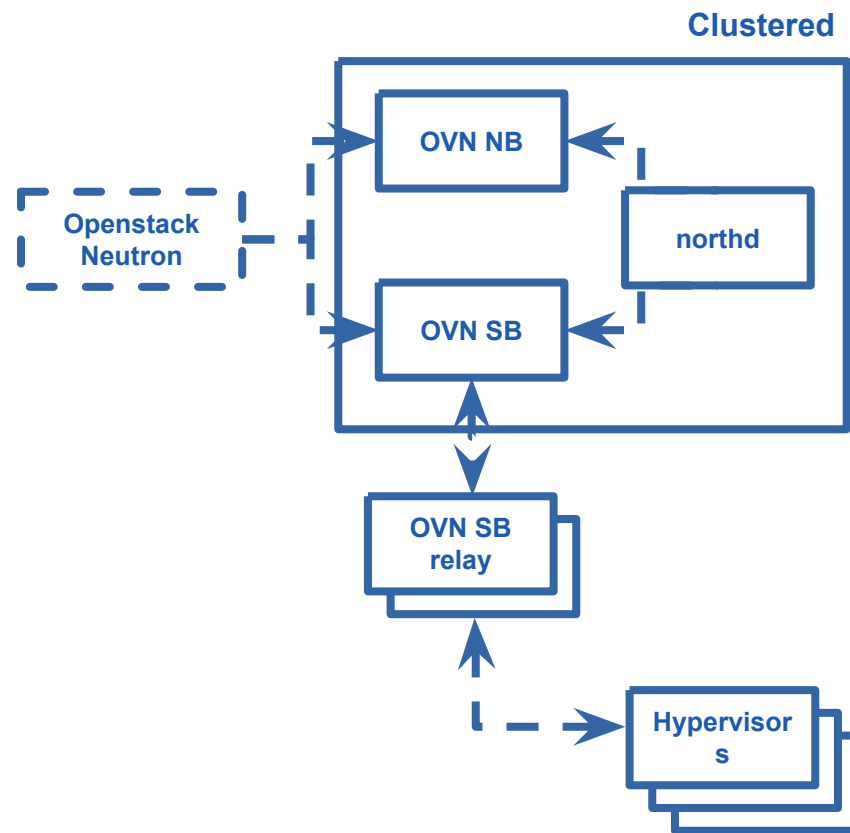 Clustered
OVN NB
Openstack
Neutron
northd
OVN SB
OVN SB
relay
Hypervisor
s